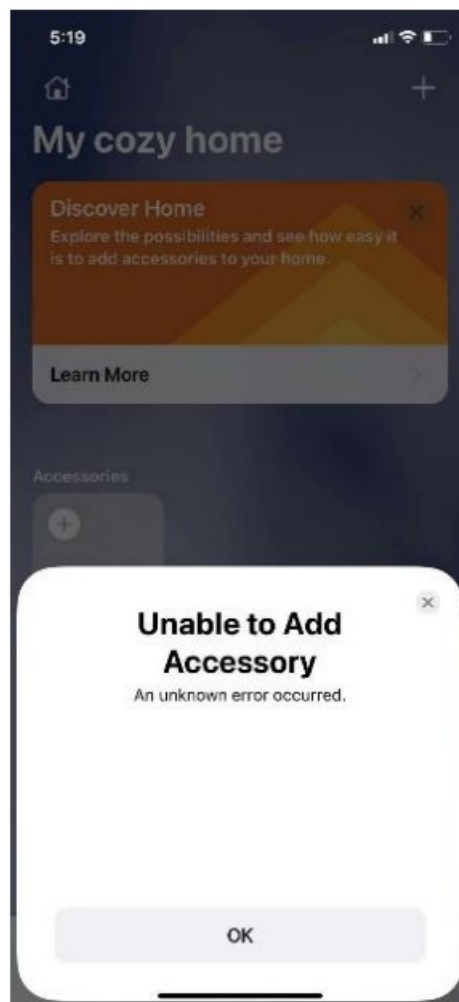 5:19
My cozy home
Discover Home
Explore the possibilities and see how easy it
is to add accessories to your home.
Learn More
Accessories
Unable to Add
Accessory
An unknown error occurred.
OK